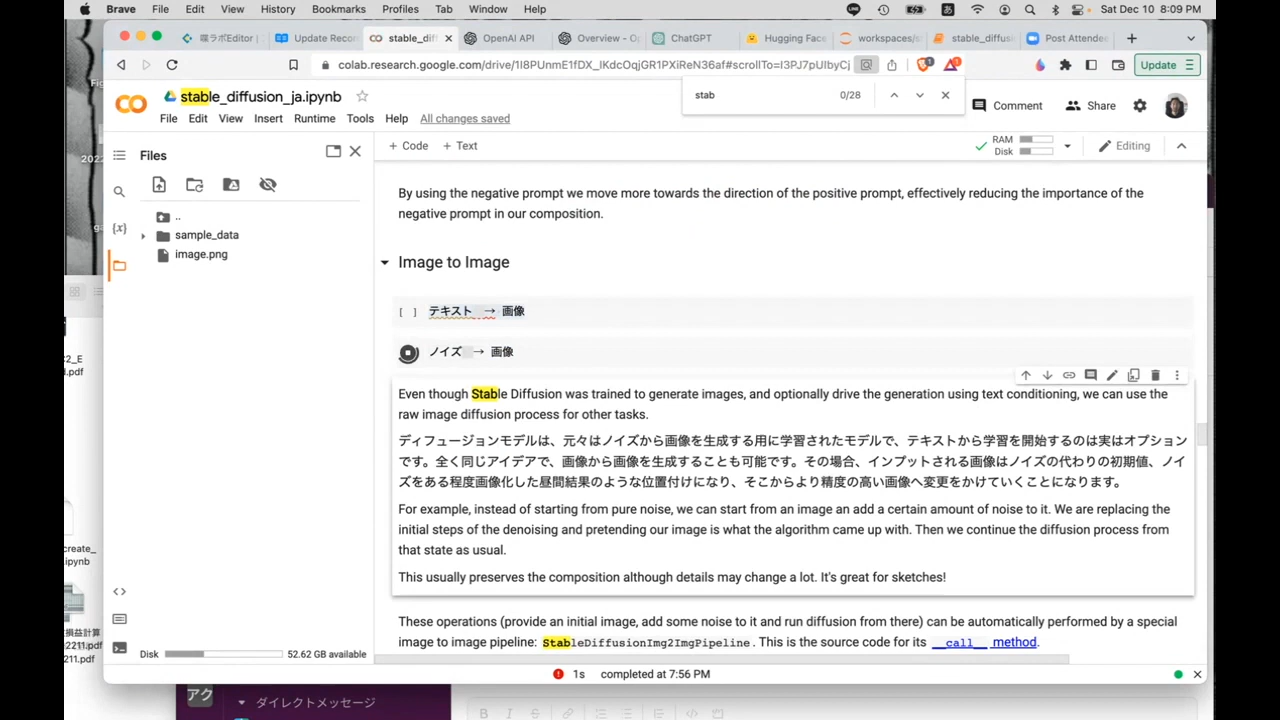 Brave File Edit View History Bookmarks Profiles Tab Window Help
Sat Dec 10 8:09 PM
Update Recor
stable_dif
OpenAI API
Overview - Op
ChatGPT
Hugging Face
workspaces/s
stable_diffusi
Post Attendee
colab.research.google.com/drive/
Update
stab
0/28
stable_diffusion_ja.ipynb
Comment
Share
File Edit View Insert Runtime Tools Help All changes saved
Files
+ Code + Text
RAM
Disk
Editing
..
sample_data
image.png
By using the negative prompt we move more towards the direction of the positive prompt, effectively reducing the importance of the
negative prompt in our composition.
Image to Image
[ ] テキスト → 画像
ノイズ → 画像
Even though Stable Diffusion was trained to generate images, and optionally drive the generation using text conditioning, we can use the
raw image diffusion process for other tasks.
ディフュージョンモデルは、元々はノイズから画像を生成する用に学習されたモデルで、テキストから学習を開始するのは実はオプション
です。全く同じアイデアで、画像から画像を生成することも可能です。その場合、インプットされる画像はノイズの代わりの初期値、ノイ
ズをある程度画像化した昼間結果のような位置付けになり、そこからより精度の高い画像へ変更をかけていくことになります。
For example, instead of starting from pure noise, we can start from an image an add a certain amount of noise to it. We are replacing the
initial steps of the denoising and pretending our image is what the algorithm came up with. Then we continue the diffusion process from
that state as usual.
This usually preserves the composition although details may change a lot. It's great for sketches!
These operations (provide an initial image, add some noise to it and run diffusion from there) can be automatically performed by a special
image to image pipeline: StableDiffusionImg2ImgPipeline. This is the source code for its __call__ method.
Disk
52.62 GB available
1s completed at 7:56 PM
C2_E
d.pdf
create_
.ipynb
損益計算
2211.pdf
アク
ダイレクトメッセージ